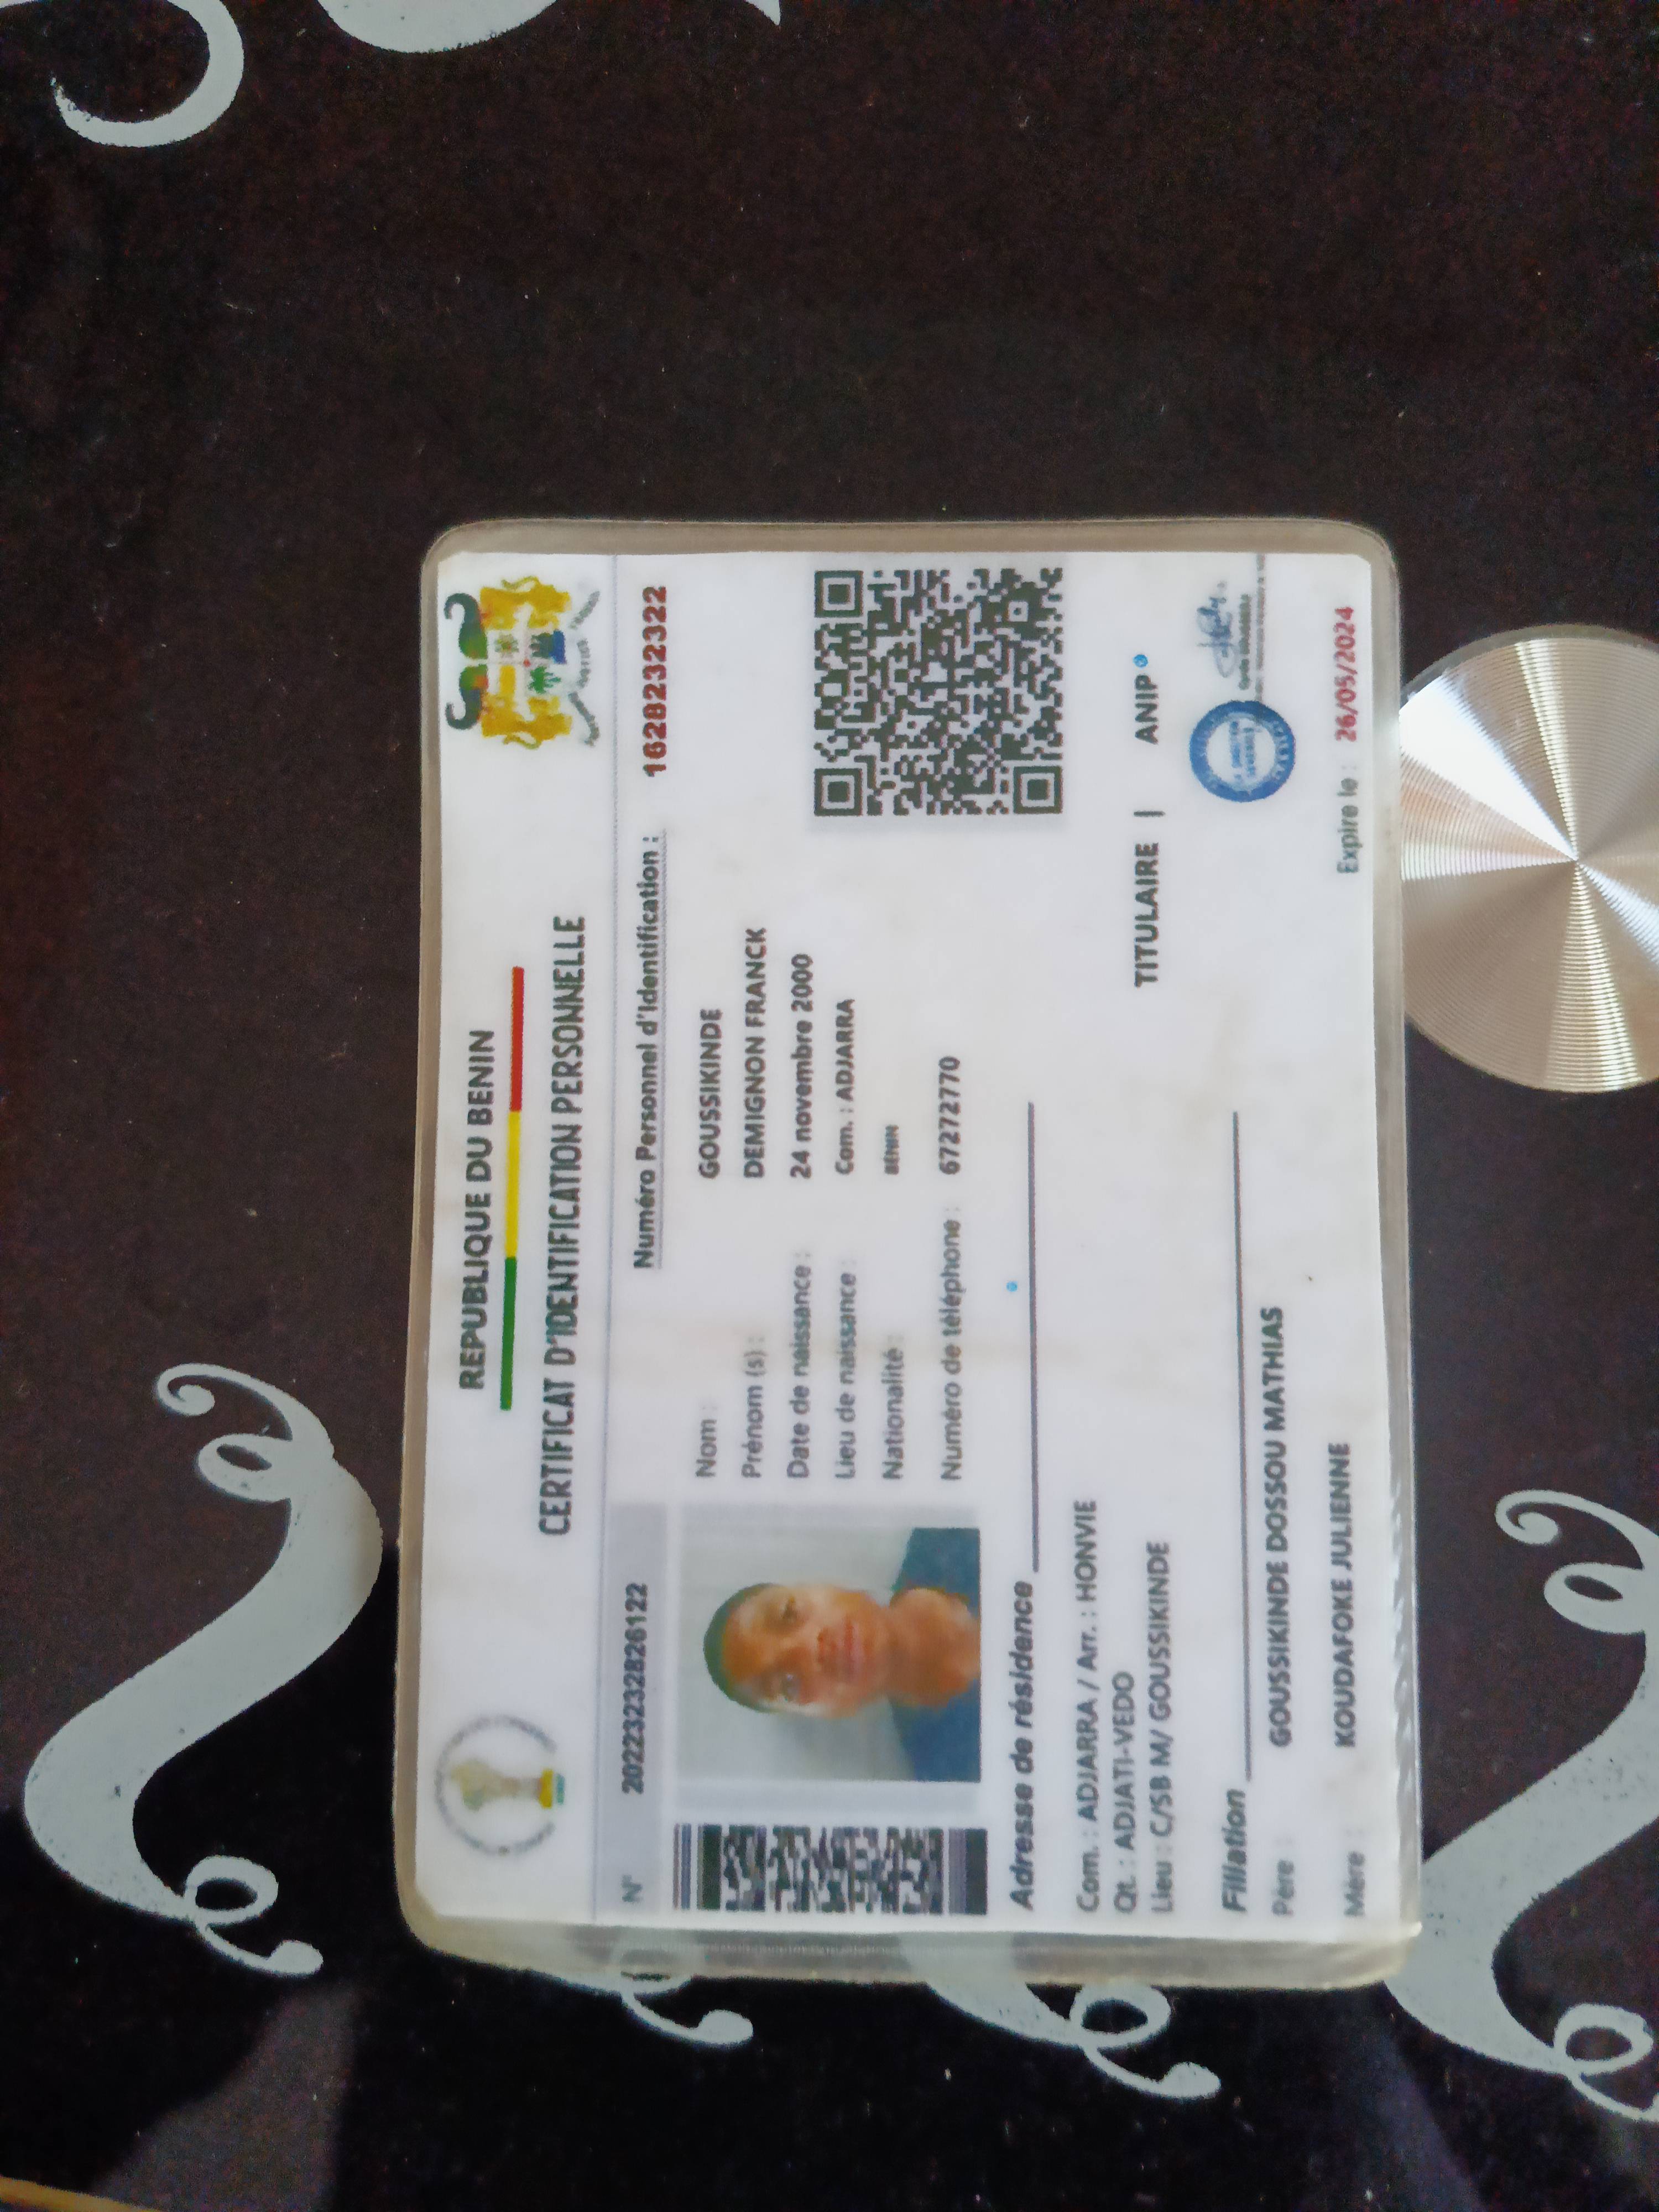 REPUBLIQUE DU BENIN
CERTIFICAT D'IDENTIFICATION PERSONNELLE
N° 20223232826122
Numéro Personnel d'Identification : 1628232322
Nom : GOUSSIKINDE
Prénom (s) : DEMIGNON FRANCK
Date de naissance : 24 novembre 2000
Lieu de naissance : Com. : ADJARRA
Nationalité : BÉNIN
Numéro de téléphone : 67272770
Adresse de résidence
Com. : ADJARRA / Arr. : HONVIE
Qt. : ADJATI-VEDO
Lieu : C/SB M/ GOUSSIKINDE
TITULAIRE | ANIP
Filiation
Père : GOUSSIKINDE DOSSOU MATHIAS
Mère : KOUDAFOKE JULIENNE
Expire le : 26/05/2024